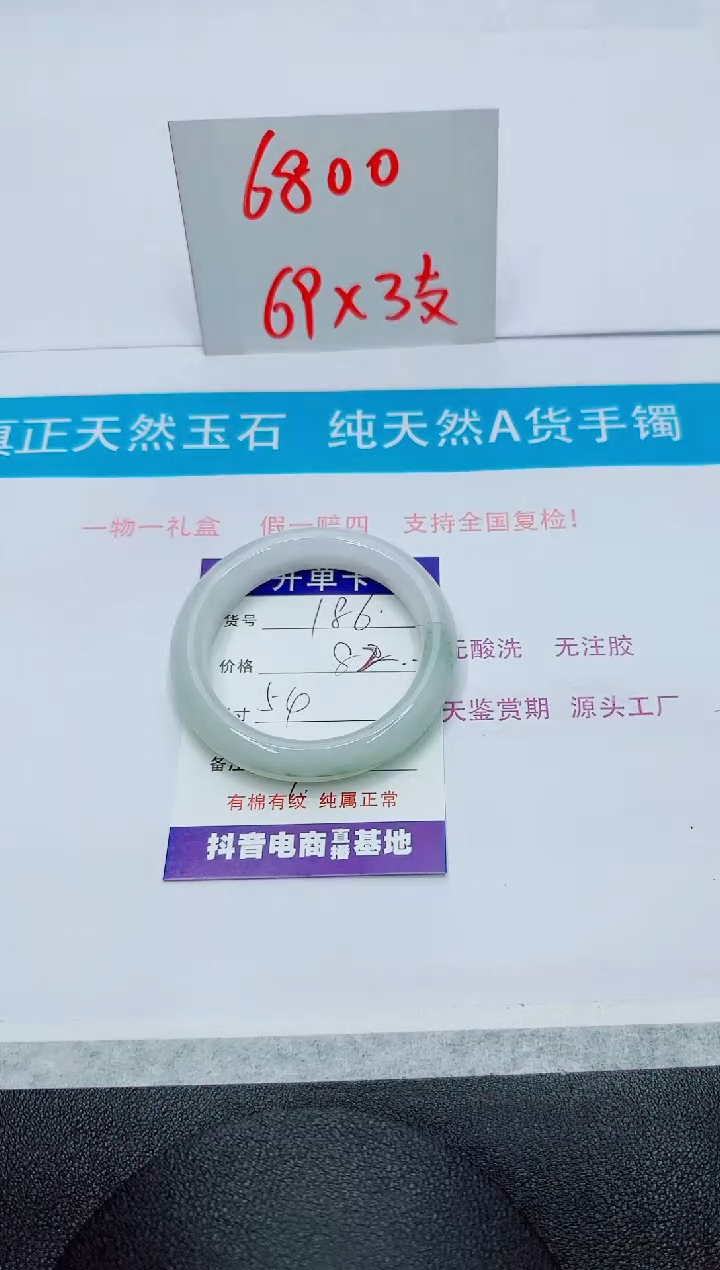 6800
69×3支
真正天然玉石 纯天然A货手镯
一物一礼盒 假一赔四 支持全国复检!
开单卡
货号 186.
价格
无酸洗 无注胶
寸 54
天鉴赏期 源头工厂
备注
有棉有纹 纯属正常
抖音电商直播基地